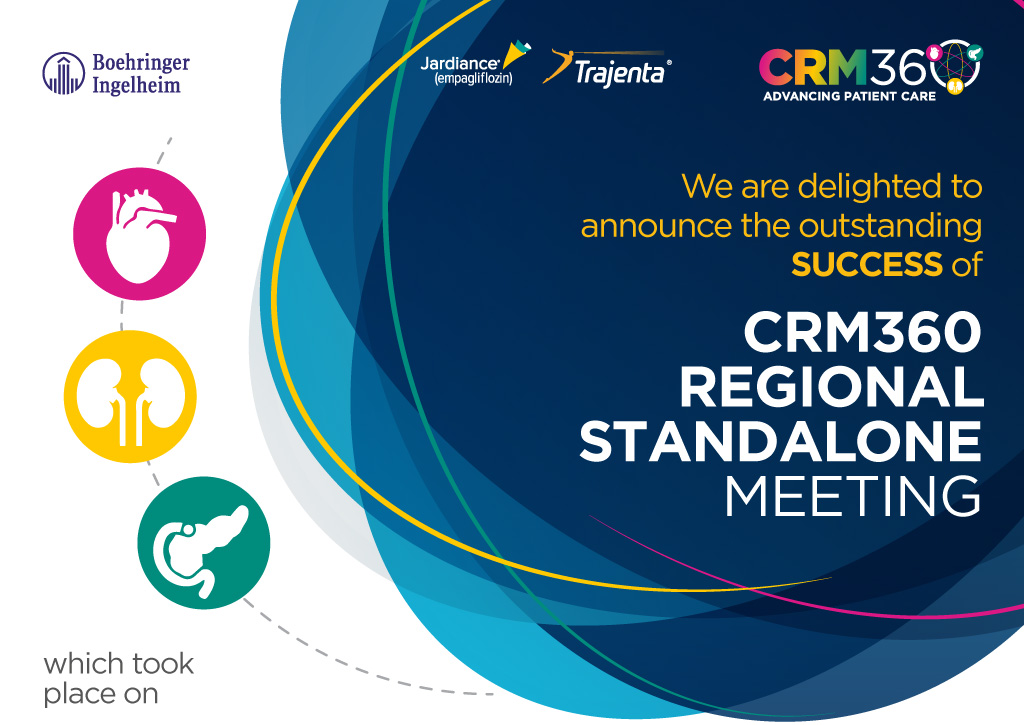 Boehringer
Ingelheim
Jardiance®
(empagliflozin)
Trajenta®
CRM360
ADVANCING PATIENT CARE
We are delighted to
announce the outstanding
SUCCESS of
CRM360
REGIONAL
STANDALONE
MEETING
which took
place on